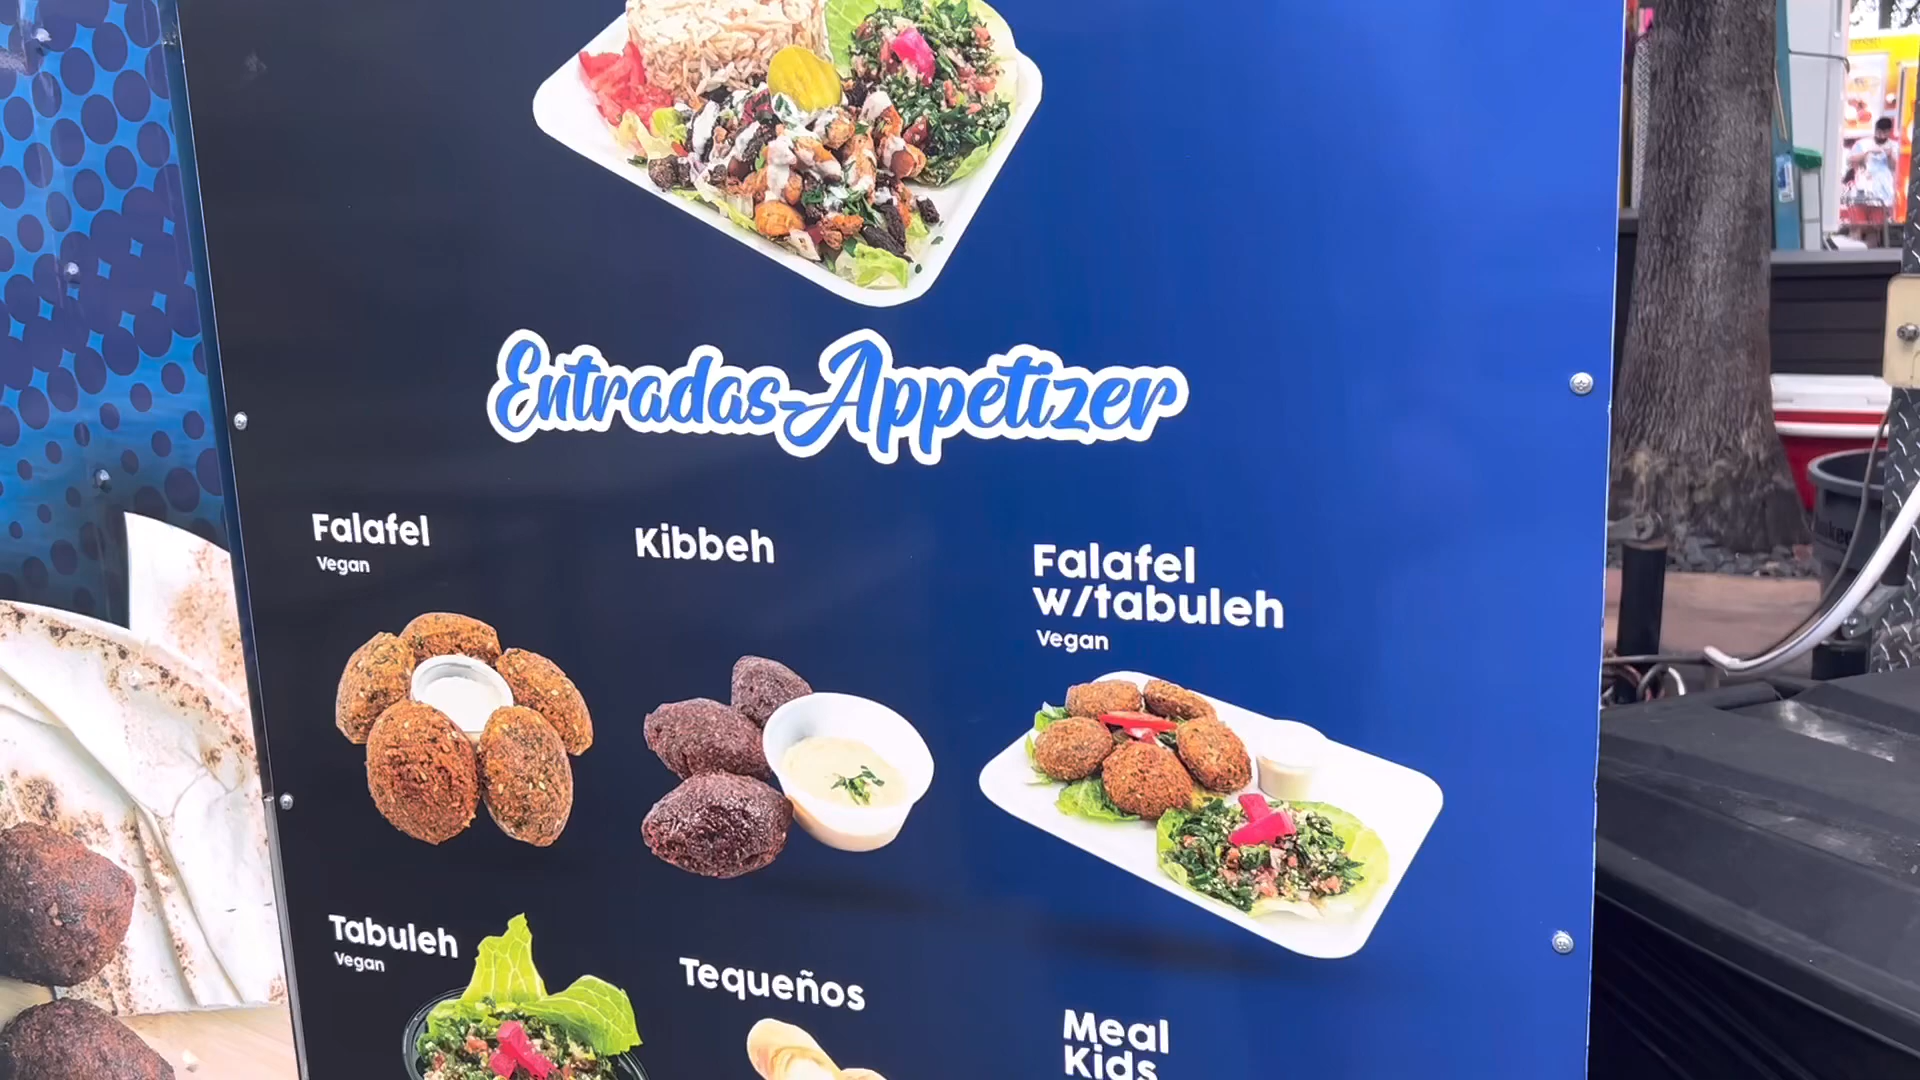 Entradas-Appetizer
Falafel
Vegan
Kibbeh
Falafel
w/tabuleh
Vegan
Tabuleh
Vegan
Tequeños
Meal
Kids